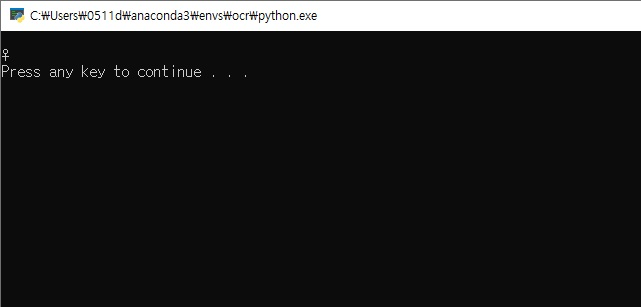 C:₩Users₩0511d₩anaconda3₩envs₩ocr₩python.exe
♀
Press any key to continue . . .